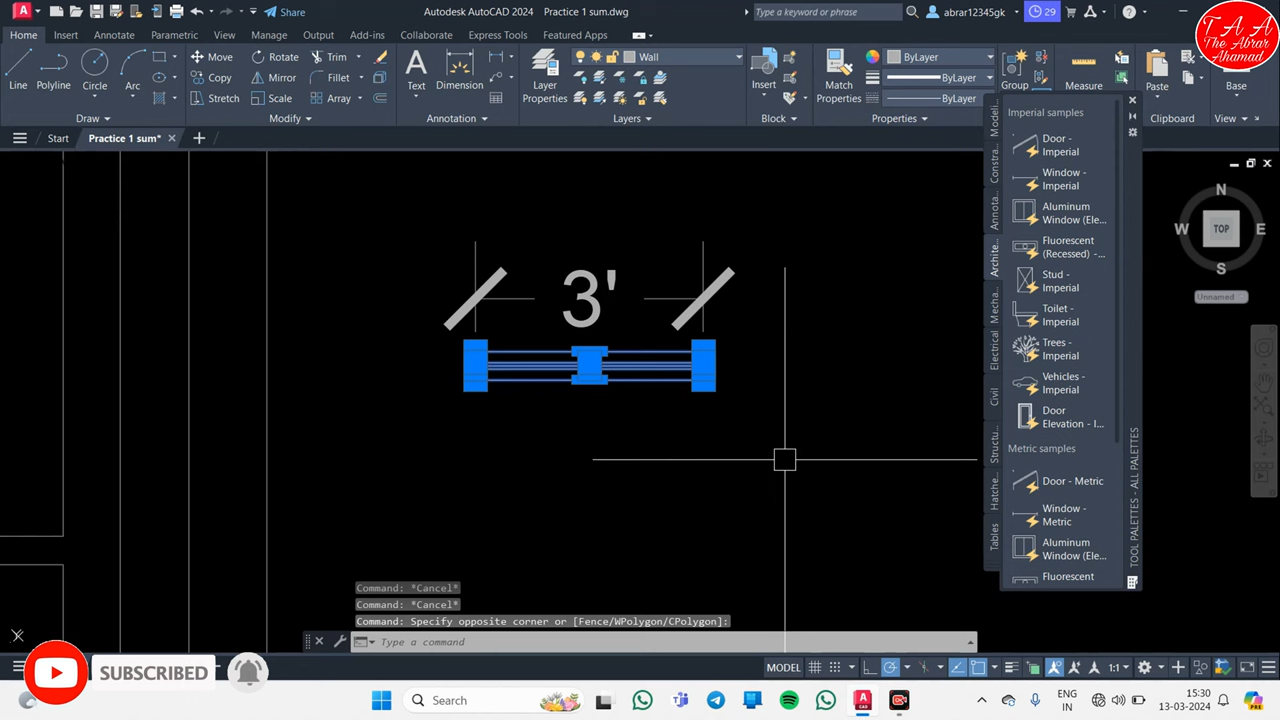 Share
Autodesk AutoCAD 2024
Practice 1 sum.dwg
Type a keyword or phrase
abrar12345gk
29
T A A
The Abrar
Ahamad
Home
Insert
Annotate
Parametric
View
Manage
Output
Add-ins
Collaborate
Express Tools
Featured Apps
Line
Polyline
Circle
Arc
Move
Rotate
Trim
Copy
Mirror
Fillet
Stretch
Scale
Array
Text
Dimension
Layer
Properties
Wall
Insert
Match
Properties
ByLayer
ByLayer
ByLayer
Group
Measure
Paste
Base
Draw
Modify
Annotation
Layers
Block
Properties
Clipboard
View
Start
Practice 1 sum*
Imperial samples
Door -
Imperial
Window -
Imperial
Aluminum
Window (Ele...
Fluorescent
(Recessed) -...
Stud -
Imperial
Toilet -
Imperial
Trees -
Imperial
Vehicles -
Imperial
Door
Elevation - I...
Metric samples
Door - Metric
Window -
Metric
Aluminum
Window (Ele...
Fluorescent
Modeli...
Constra...
Annota...
Archite...
Mecha...
Electrical
Civil
Structu...
Hatche...
Tables
TOOL PALETTES - ALL PALETTES
N
W
TOP
E
S
Unnamed
3'
Command: *Cancel*
Command: *Cancel*
Command: Specify opposite corner or [Fence/WPolygon/CPolygon]:
Type a command
MODEL
1:1
SUBSCRIBED
Search
ENG
IN
15:30
13-03-2024